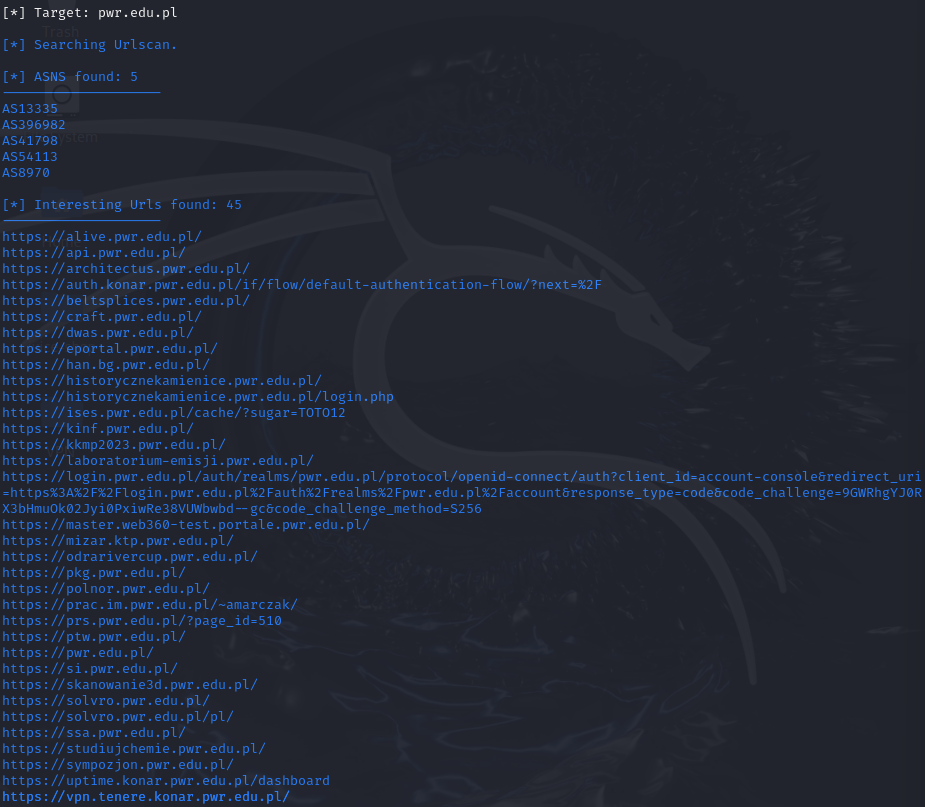 [*] Target: pwr.edu.pl
Trash
[*] Searching Urlscan.
[*] ASNS found: 5
--------------------
AS13335
AS396982
AS41798
AS54113
AS8970
[*] Interesting Urls found: 45
--------------------
https://alive.pwr.edu.pl/
https://api.pwr.edu.pl/
https://architectus.pwr.edu.pl/
https://auth.konar.pwr.edu.pl/if/flow/default-authentication-flow/?next=%2F
https://beltsplices.pwr.edu.pl/
https://craft.pwr.edu.pl/
https://dwas.pwr.edu.pl/
https://eportal.pwr.edu.pl/
https://han.bg.pwr.edu.pl/
https://historycznekamienice.pwr.edu.pl/
https://historycznekamienice.pwr.edu.pl/login.php
https://ises.pwr.edu.pl/cache/?sugar=TOTO12
https://kinf.pwr.edu.pl/
https://kkmp2023.pwr.edu.pl/
https://laboratorium-emisji.pwr.edu.pl/
https://login.pwr.edu.pl/auth/realms/pwr.edu.pl/protocol/openid-connect/auth?client_id=account-console&redirect_uri
=https%3A%2F%2Flogin.pwr.edu.pl%2Fauth%2Frealms%2Fpwr.edu.pl%2Faccount&response_type=code&code_challenge=9GWRhgYJ0R
X3bHmuOk02Jyi0PxiwRe38VUWbwbd--gc&code_challenge_method=S256
https://master.web360-test.portale.pwr.edu.pl/
https://mizar.ktp.pwr.edu.pl/
https://odrarivercup.pwr.edu.pl/
https://pkg.pwr.edu.pl/
https://polnor.pwr.edu.pl/
https://prac.im.pwr.edu.pl/~amarczak/
https://prs.pwr.edu.pl/?page_id=510
https://ptw.pwr.edu.pl/
https://pwr.edu.pl/
https://si.pwr.edu.pl/
https://skanowanie3d.pwr.edu.pl/
https://solvro.pwr.edu.pl/
https://solvro.pwr.edu.pl/pl/
https://ssa.pwr.edu.pl/
https://studiujchemie.pwr.edu.pl/
https://sympozjon.pwr.edu.pl/
https://uptime.konar.pwr.edu.pl/dashboard
https://vpn.tenere.konar.pwr.edu.pl/